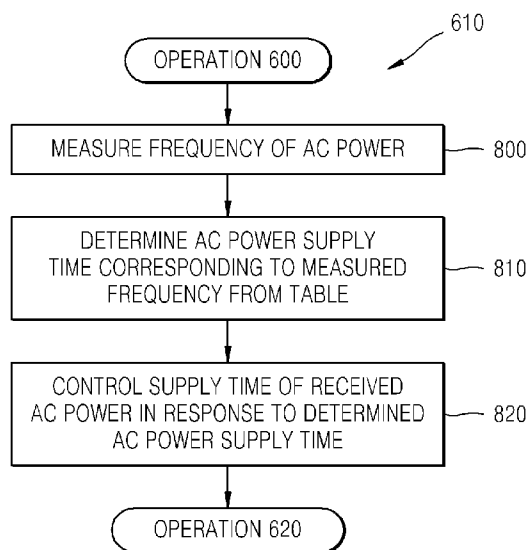 610
OPERATION 600
MEASURE FREQUENCY OF AC POWER
800
DETERMINE AC POWER SUPPLY
TIME CORRESPONDING TO MEASURED
FREQUENCY FROM TABLE
810
CONTROL SUPPLY TIME OF RECEIVED
AC POWER IN RESPONSE TO DETERMINED
AC POWER SUPPLY TIME
820
OPERATION 620